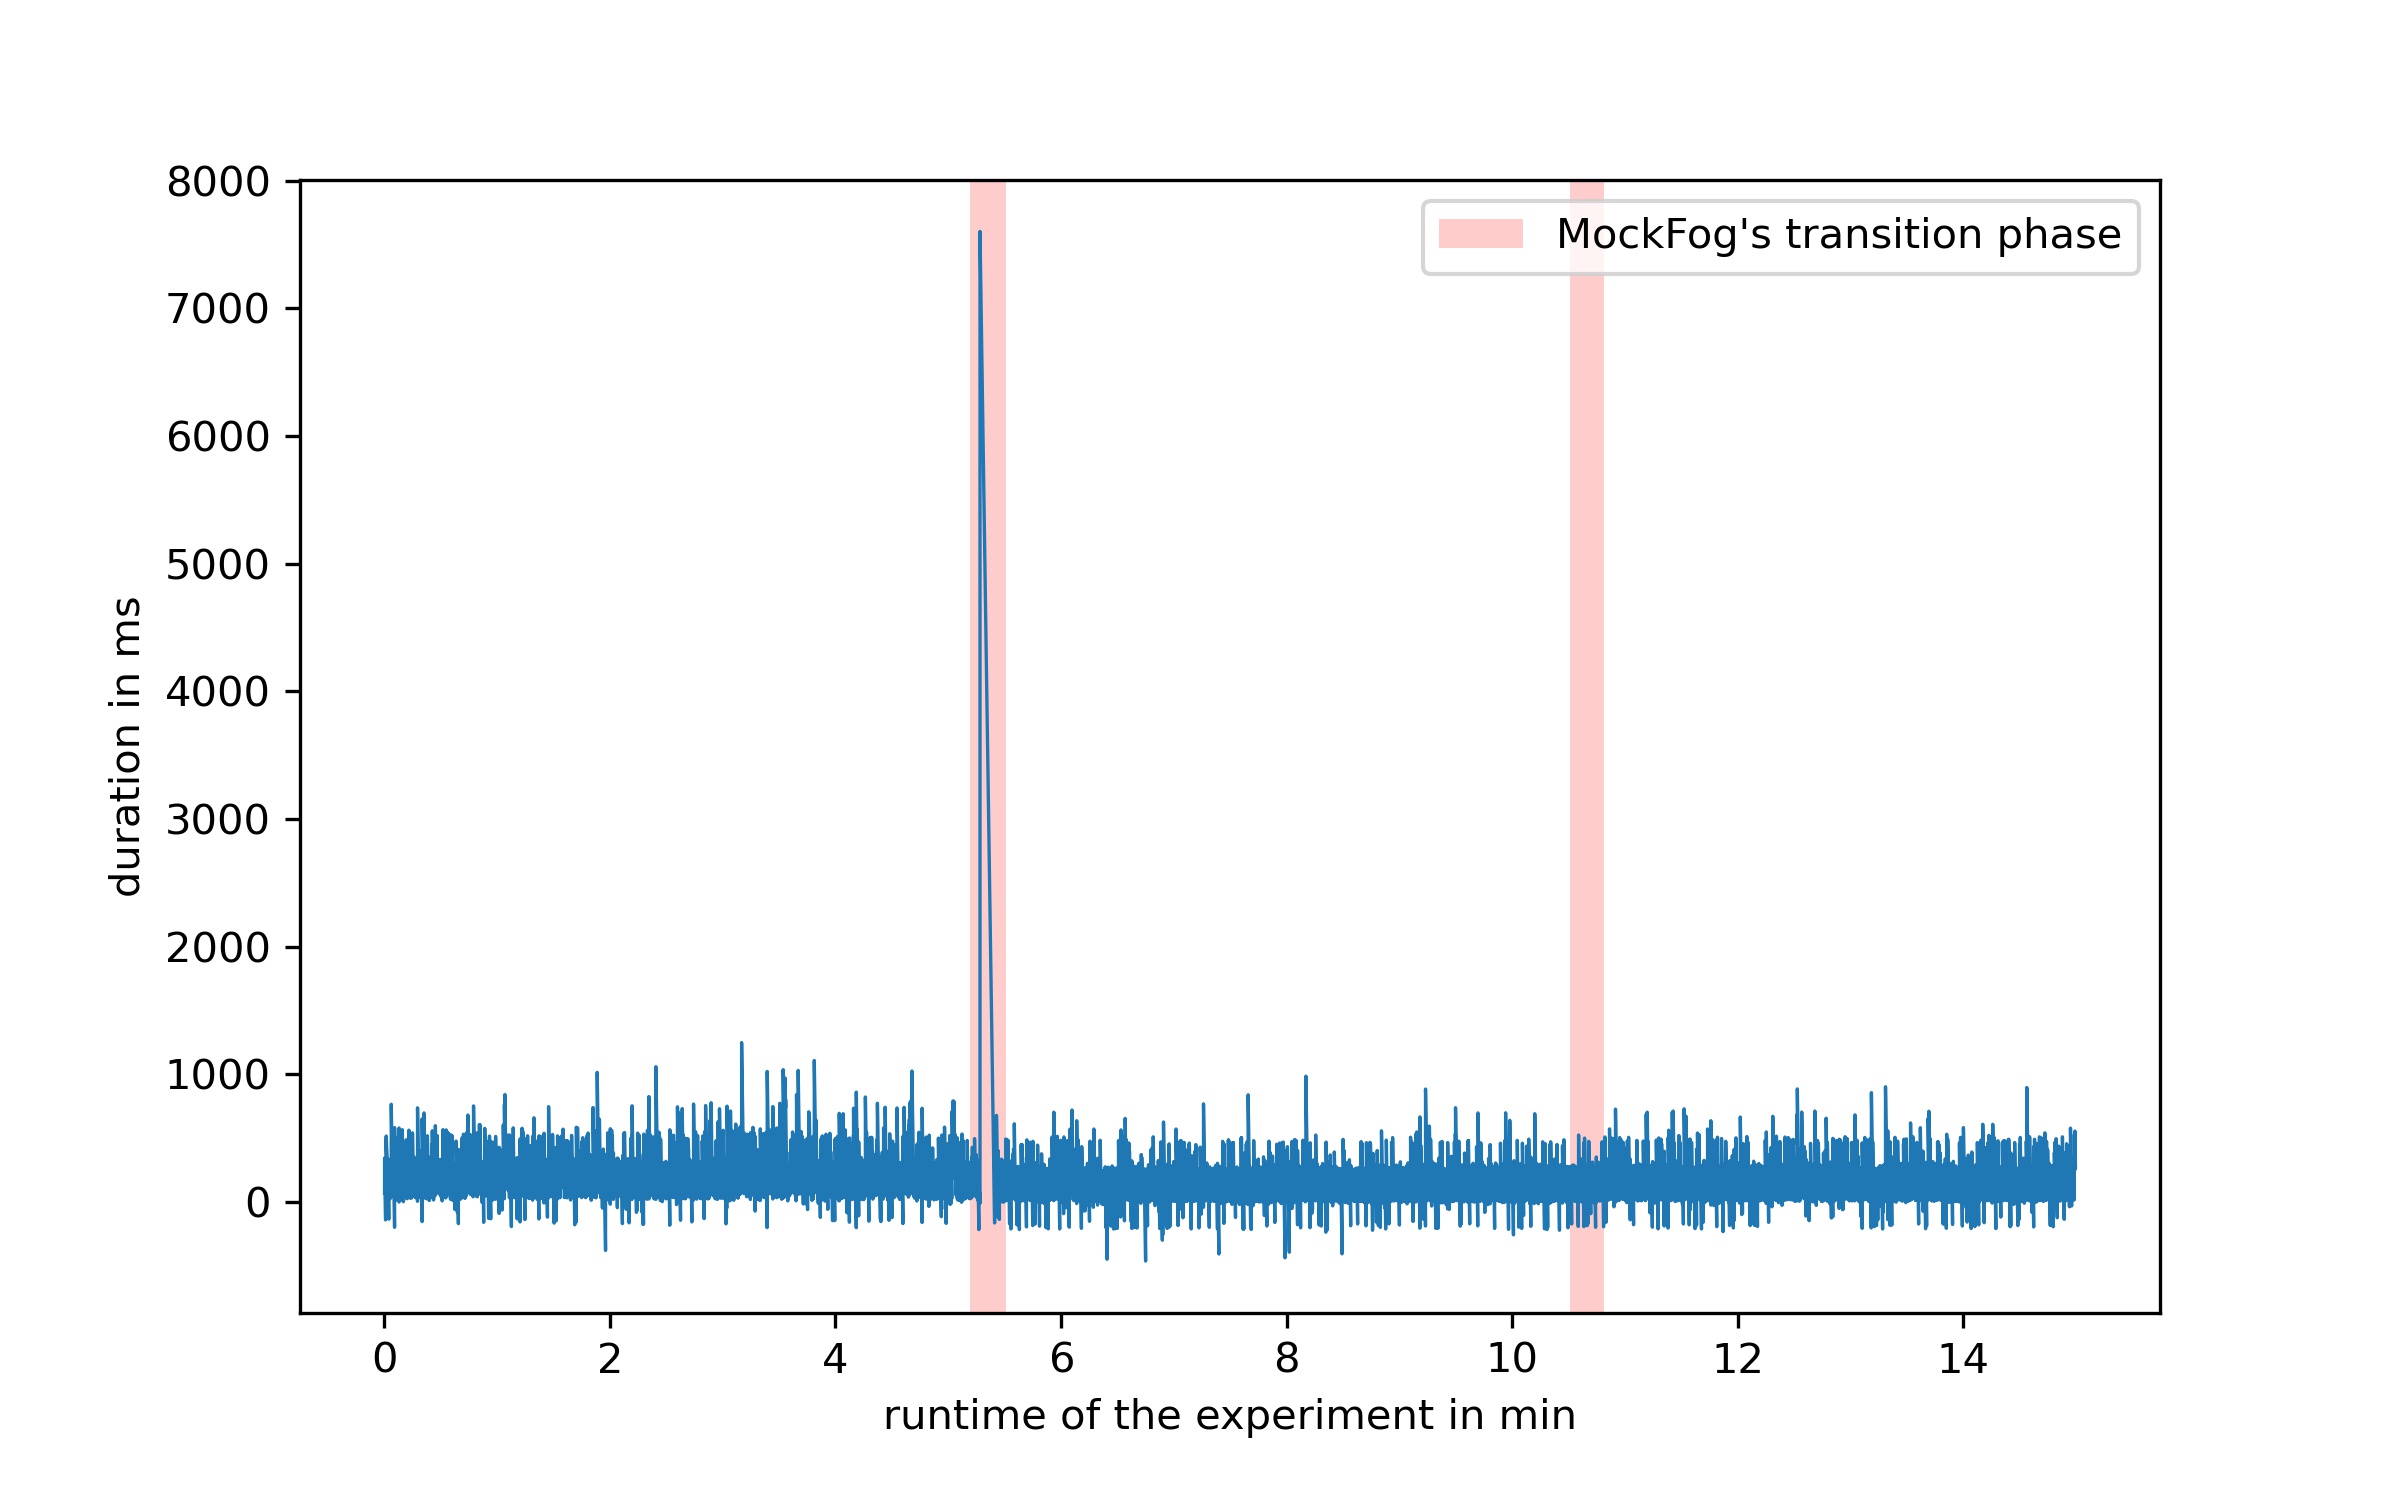 8000
7000
6000
5000
4000
3000
2000
1000
0
duration in ms
MockFog's transition phase
0 2 4 6 8 10 12 14
runtime of the experiment in min